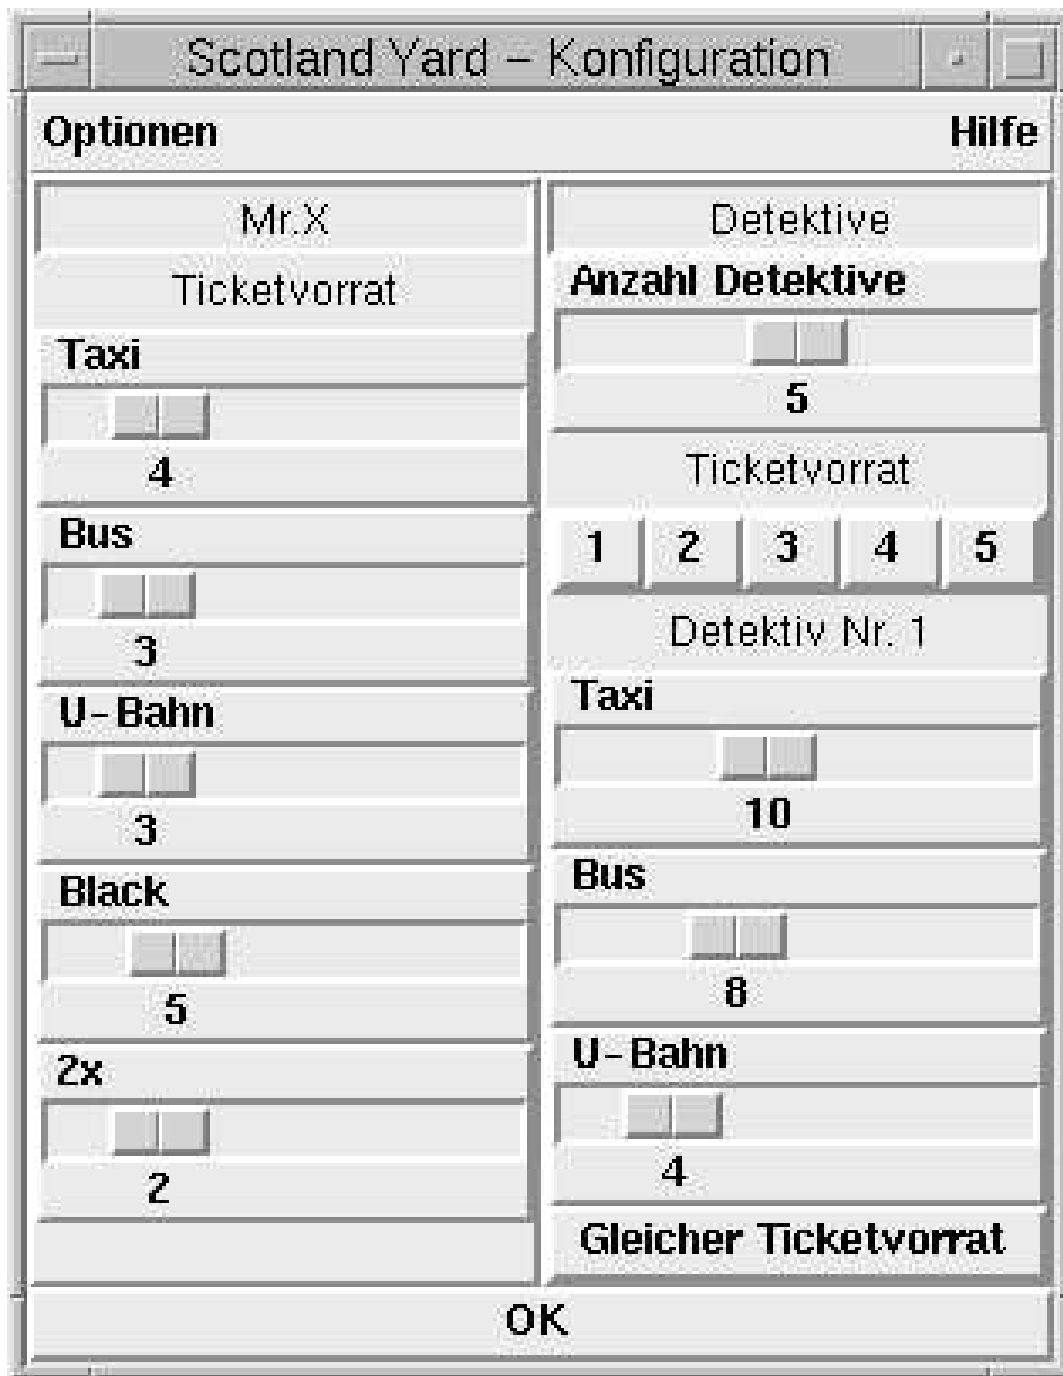 Scotland Yard – Konfiguration
Optionen Hilfe
Mr.X
Ticketvorrat
Taxi
4
Bus
3
U-Bahn
3
Black
5
2x
2
Detektive
Anzahl Detektive
5
Ticketvorrat
1 2 3 4 5
Detektiv Nr. 1
Taxi
10
Bus
8
U-Bahn
4
Gleicher Ticketvorrat
OK